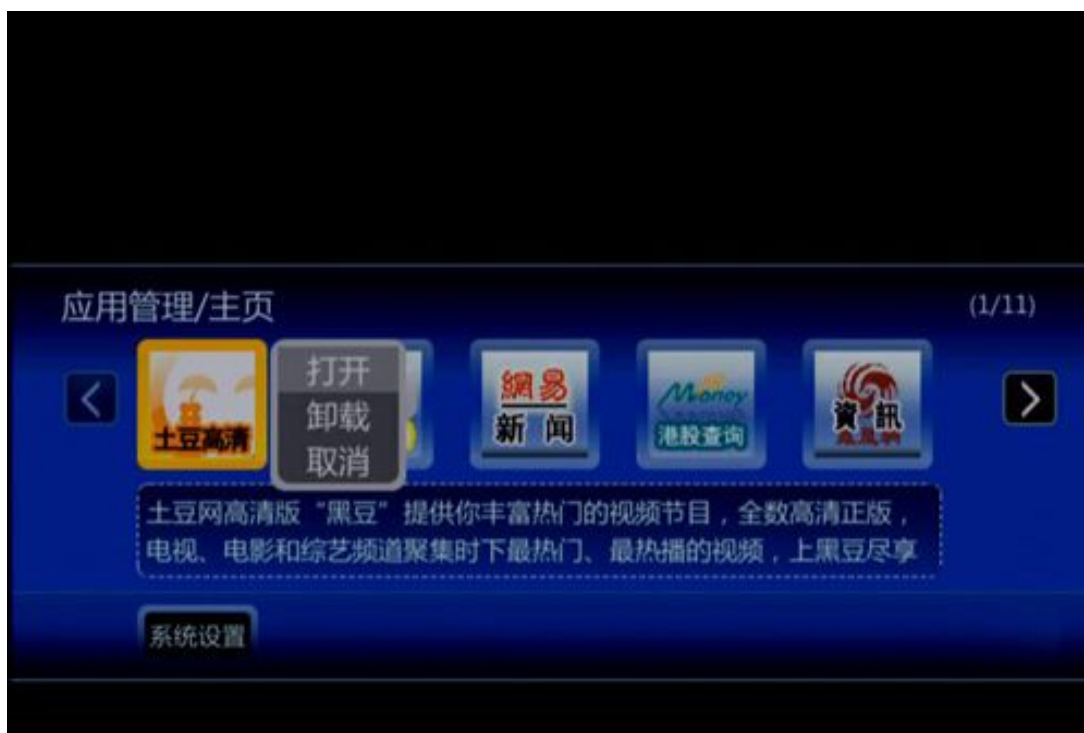 应用管理/主页
(1/11)
土豆高清
打开
卸载
取消
網易
新闻
Money
港股查询
資訊
土豆网高清版“黑豆”提供你丰富热门的视频节目，全数高清正版，
电视、电影和综艺频道聚集时下最热门、最热播的视频，上黑豆尽享
系统设置